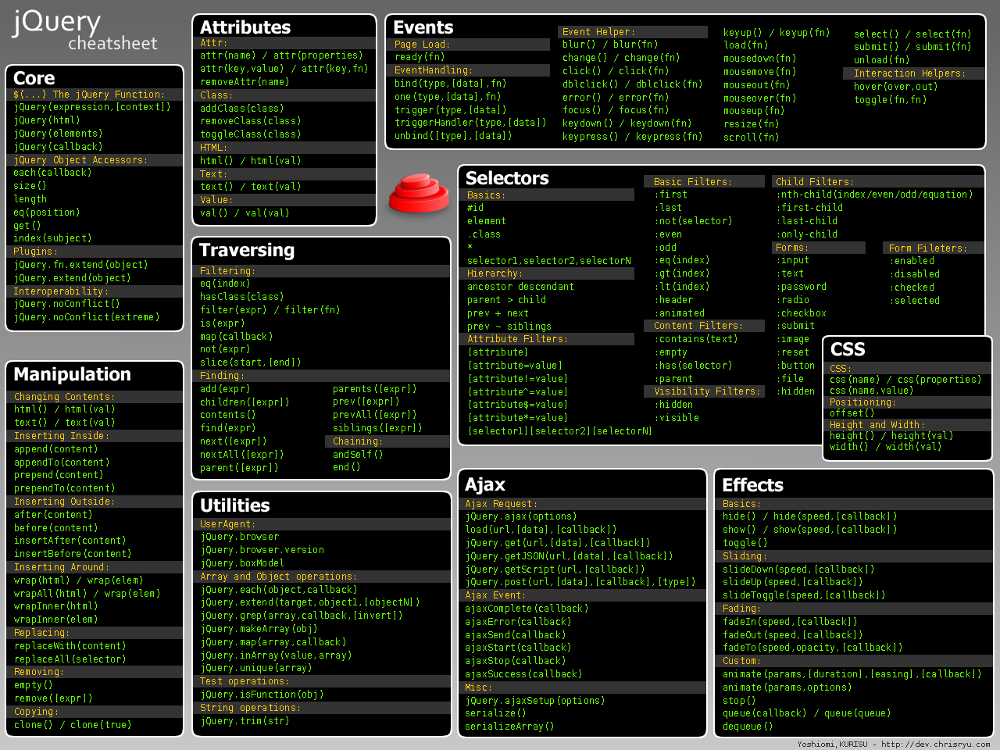 jQuery
cheatsheet
Core
$(...) The jQuery Function:
jQuery(expression,[context])
jQuery(html)
jQuery(elements)
jQuery(callback)
jQuery Object Accessors:
each(callback)
size()
length
eq(position)
get()
index(subject)
Plugins:
jQuery.fn.extend(object)
jQuery.extend(object)
Interoperability:
jQuery.noConflict()
jQuery.noConflict(extreme)
Manipulation
Changing Contents:
html() / html(val)
text() / text(val)
Inserting Inside:
append(content)
appendTo(content)
prepend(content)
prependTo(content)
Inserting Outside:
after(content)
before(content)
insertAfter(content)
insertBefore(content)
Inserting Around:
wrap(html) / wrap(elem)
wrapAll(html) / wrap(elem)
wrapInner(html)
wrapInner(elem)
Replacing:
replaceWith(content)
replaceAll(selector)
Removing:
empty()
remove([expr])
Copying:
clone() / clone(true)
Attributes
Attr:
attr(name) / attr(properties)
attr(key,value) / attr(key,fn)
removeAttr(name)
Class:
addClass(class)
removeClass(class)
toggleClass(class)
HTML:
html() / html(val)
Text:
text() / text(val)
Value:
val() / val(val)
Traversing
Filtering:
eq(index)
hasClass(class)
filter(expr) / filter(fn)
is(expr)
map(callback)
not(expr)
slice(start,[end])
Finding:
add(expr)
children([expr])
contents()
find(expr)
next([expr])
nextAll([expr])
parent([expr])
parents([expr])
prev([expr])
prevAll([expr])
siblings([expr])
Chaining:
andSelf()
end()
Utilities
UserAgent:
jQuery.browser
jQuery.browser.version
jQuery.boxModel
Array and Object operations:
jQuery.each(object,callback)
jQuery.extend(target,object1,[objectN])
jQuery.grep(array,callback,[invert])
jQuery.makeArray(obj)
jQuery.map(array,callback)
jQuery.inArray(value,array)
jQuery.unique(array)
Test operations:
jQuery.isFunction(obj)
String operations:
jQuery.trim(str)
Events
Page Load:
ready(fn)
EventHandling:
bind(type,[data],fn)
one(type,[data],fn)
trigger(type,[data])
triggerHandler(type,[data])
unbind([type],[data])
Event Helper:
blur() / blur(fn)
change() / change(fn)
click() / click(fn)
dblclick() / dblclick(fn)
error() / error(fn)
focus() / focus(fn)
keydown() / keydown(fn)
keypress() / keypress(fn)
keyup() / keyup(fn)
load(fn)
mousedown(fn)
mousemove(fn)
mouseout(fn)
mouseover(fn)
mouseup(fn)
resize(fn)
scroll(fn)
select() / select(fn)
submit() / submit(fn)
unload(fn)
Interaction Helpers:
hover(over,out)
toggle(fn,fn)
Selectors
Basics:
#id
element
.class
*
selector1,selector2,selectorN
Hierarchy:
ancestor descendant
parent > child
prev + next
prev ~ siblings
Attribute Filters:
[attribute]
[attribute=value]
[attribute!=value]
[attribute^=value]
[attribute$=value]
[attribute*=value]
[selector1][selector2][selectorN]
Basic Filters:
:first
:last
:not(selector)
:even
:odd
:eq(index)
:gt(index)
:lt(index)
:header
:animated
Content Filters:
:contains(text)
:empty
:has(selector)
:parent
Visibility Filters:
:hidden
:visible
Child Filters:
:nth-child(index/even/odd/equation)
:first-child
:last-child
:only-child
Forms:
:input
:text
:password
:radio
:checkbox
:submit
:image
:reset
:button
:file
:hidden
Form Fileters:
:enabled
:disabled
:checked
:selected
CSS
CSS:
css(name) / css(properties)
css(name,value)
Positioning:
offset()
Height and Width:
height() / height(val)
width() / width(val)
Ajax
Ajax Request:
jQuery.ajax(options)
load(url,[data],[callback])
jQuery.get(url,[data],[callback])
jQuery.getJSON(url,[data],[callback])
jQuery.getScript(url,[callback])
jQuery.post(url,[data],[callback],[type])
Ajax Event:
ajaxComplete(callback)
ajaxError(callback)
ajaxSend(callback)
ajaxStart(callback)
ajaxStop(callback)
ajaxSuccess(callback)
Misc:
jQuery.ajaxSetup(options)
serialize()
serializeArray()
Effects
Basics:
hide() / hide(speed,[callback])
show() / show(speed,[callback])
toggle()
Sliding:
slideDown(speed,[callback])
slideUp(speed,[callback])
slideToggle(speed,[callback])
Fading:
fadeIn(speed,[callback])
fadeOut(speed,[callback])
fadeTo(speed,opacity,[callback])
Custom:
animate(params,[duration],[easing],[callback])
animate(params,options)
stop()
queue(callback) / queue(queue)
dequeue()
Yoshiomi,KURISU - http://dev.chrisryu.com